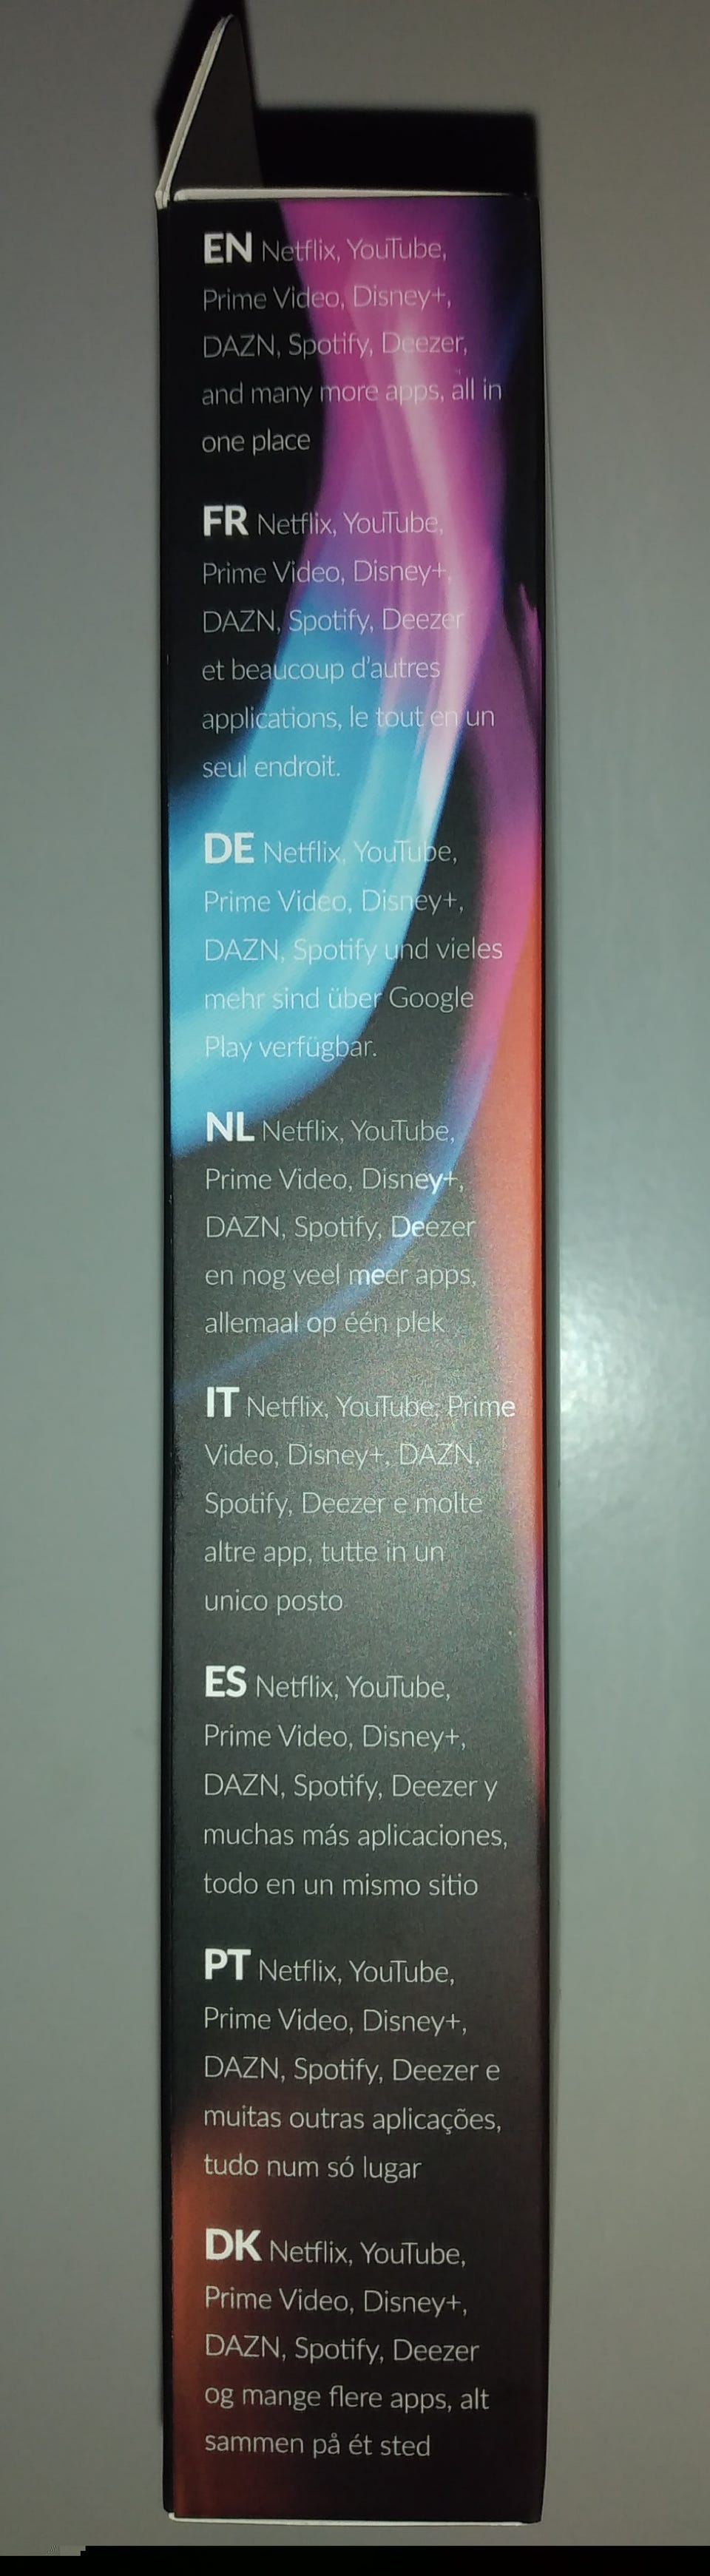 EN Netflix, YouTube,
Prime Video, Disney+,
DAZN, Spotify, Deezer,
and many more apps, all in
one place
FR Netflix, YouTube,
Prime Video, Disney+,
DAZN, Spotify, Deezer
et beaucoup d'autres
applications, le tout en un
seul endroit.
DE Netflix, YouTube,
Prime Video, Disney+,
DAZN, Spotify und vieles
mehr sind über Google
Play verfügbar.
NL Netflix, YouTube,
Prime Video, Disney+,
DAZN, Spotify, Deezer
en nog veel meer apps,
allemaal op één plek
IT Netflix, YouTube, Prime
Video, Disney+, DAZN,
Spotify, Deezer e molte
altre app, tutte in un
unico posto
ES Netflix, YouTube,
Prime Video, Disney+,
DAZN, Spotify, Deezer y
muchas más aplicaciones,
todo en un mismo sitio
PT Netflix, YouTube,
Prime Video, Disney+,
DAZN, Spotify, Deezer e
muitas outras aplicações,
tudo num só lugar
DK Netflix, YouTube,
Prime Video, Disney+,
DAZN, Spotify, Deezer
og mange flere apps, alt
sammen på ét sted